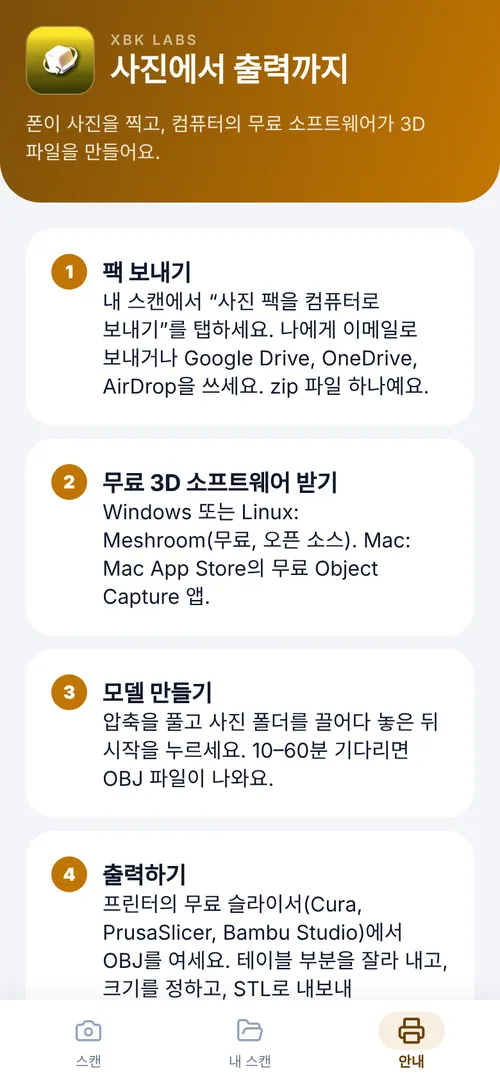 XBK LABS
사진에서 출력까지
폰이 사진을 찍고, 컴퓨터의 무료 소프트웨어가 3D
파일을 만들어요.
1
팩 보내기
내 스캔에서 “사진 팩을 컴퓨터로
보내기”를 탭하세요. 나에게 이메일로
보내거나 Google Drive, OneDrive,
AirDrop을 쓰세요. zip 파일 하나예요.
2
무료 3D 소프트웨어 받기
Windows 또는 Linux:
Meshroom(무료, 오픈 소스). Mac:
Mac App Store의 무료 Object
Capture 앱.
3
모델 만들기
압축을 풀고 사진 폴더를 끌어다 놓은 뒤
시작을 누르세요. 10–60분 기다리면
OBJ 파일이 나와요.
4
출력하기
프린터의 무료 슬라이서(Cura,
PrusaSlicer, Bambu Studio)에서
OBJ를 여세요. 테이블 부분을 잘라 내고,
크기를 정하고, STL로 내보내
스캔
내 스캔
안내